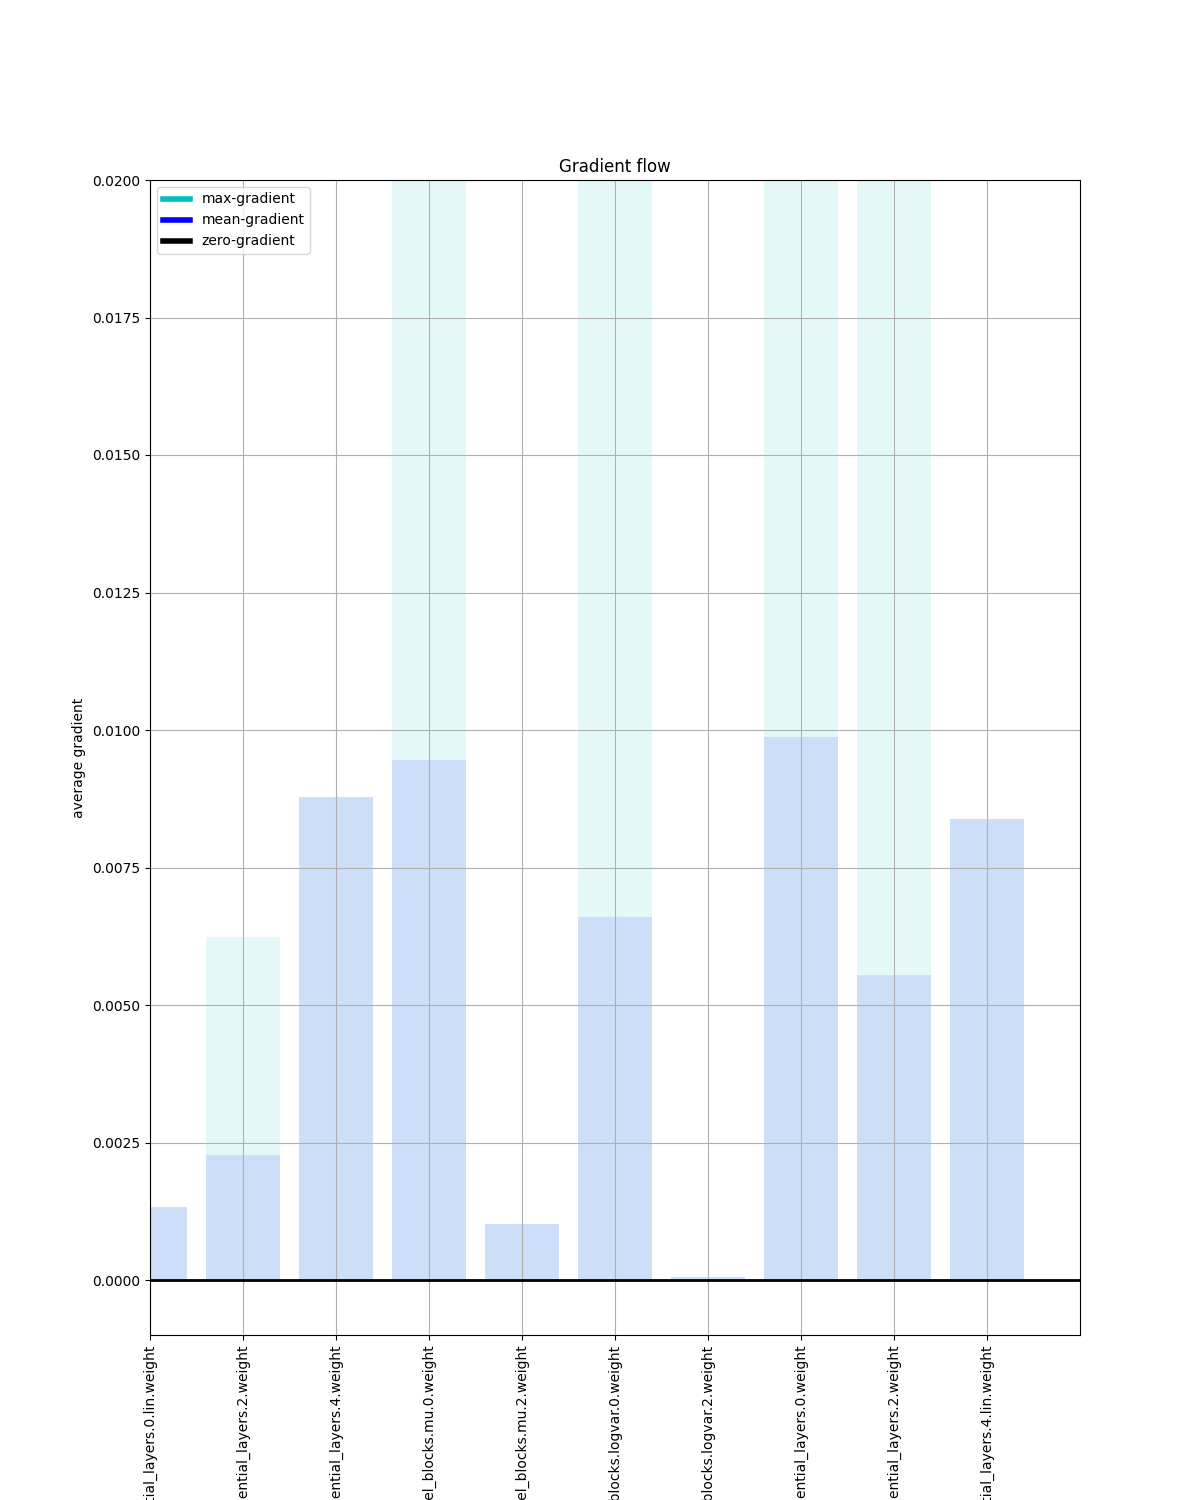 Gradient flow
max-gradient
mean-gradient
zero-gradient
0.0200
0.0175
0.0150
0.0125
0.0100
0.0075
0.0050
0.0025
0.0000
average gradient
tial_layers.0.lin.weight
ential_layers.2.weight
ential_layers.4.weight
el_blocks.mu.0.weight
el_blocks.mu.2.weight
blocks.logvar.0.weight
blocks.logvar.2.weight
ential_layers.0.weight
ential_layers.2.weight
tial_layers.4.lin.weight